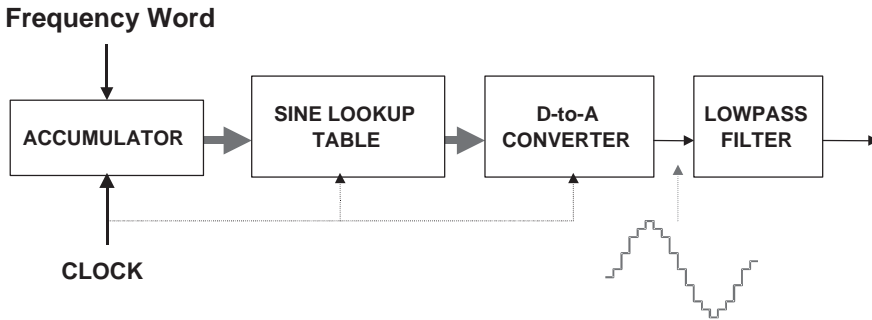 Frequency Word
ACCUMULATOR
SINE LOOKUP
TABLE
D-to-A
CONVERTER
LOWPASS
FILTER
CLOCK